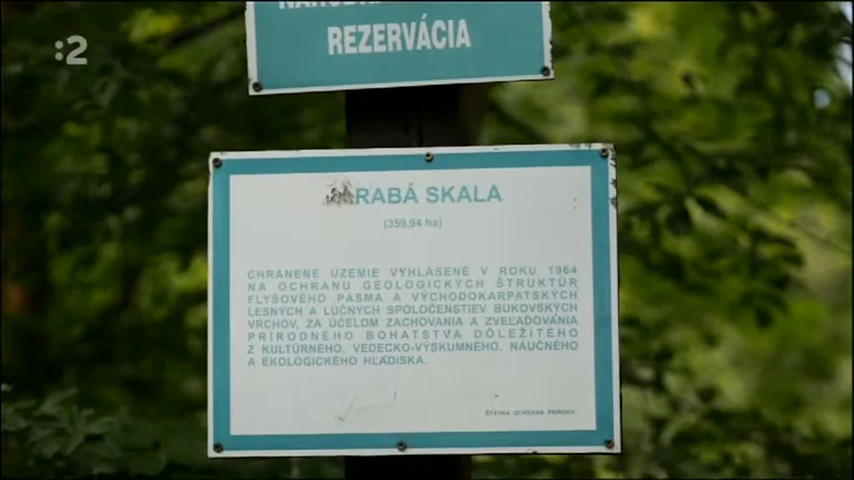 :2
REZERVÁCIA
RABÁ SKALA
(359,94 ha)
CHRÁNENÉ ÚZEMIE VYHLÁSENÉ V ROKU 1964
NA OCHRANU GEOLOGICKÝCH ŠTRUKTÚR
FLYŠOVÉHO PÁSMA A VÝCHODOKARPATSKÝCH
LESNÝCH A LÚČNYCH SPOLOČENSTIEV BUKOVSKÝCH
VRCHOV, ZA ÚČELOM ZACHOVANIA A ZVEĽAĎOVANIA
PRÍRODNÉHO BOHATSTVA DÔLEŽITÉHO
Z KULTÚRNEHO, VEDECKO-VÝSKUMNÉHO, NÁUČNÉHO
A EKOLOGICKÉHO HĽADISKA.
ŠTÁTNA OCHRANA PRÍRODY